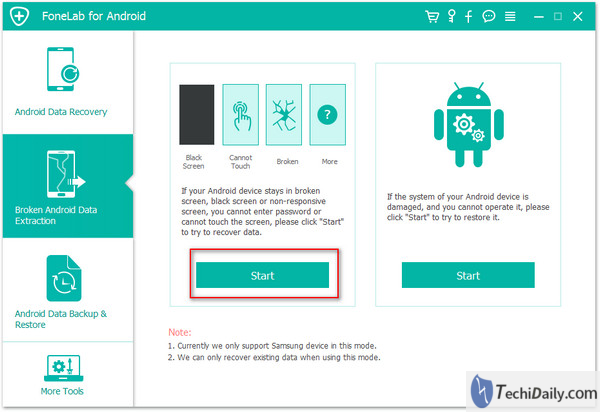 FoneLab for Android
Android Data Recovery
Broken Android Data
Extraction
Android Data Backup &
Restore
More Tools
Black
Screen
Cannot
Touch
Broken
?
More
If your Android device stays in broken
screen, black screen or non-responsive
screen, you cannot enter password or
cannot touch the screen, please click "Start"
to try to recover data.
Start
If the system of your Android device is
damaged, and you cannot operate it, please
click "Start" to try to restore it.
Start
Note:
1. Currently we only support Samsung device in this mode.
2. We can only recover existing data when using this mode.
TechiDaily.com